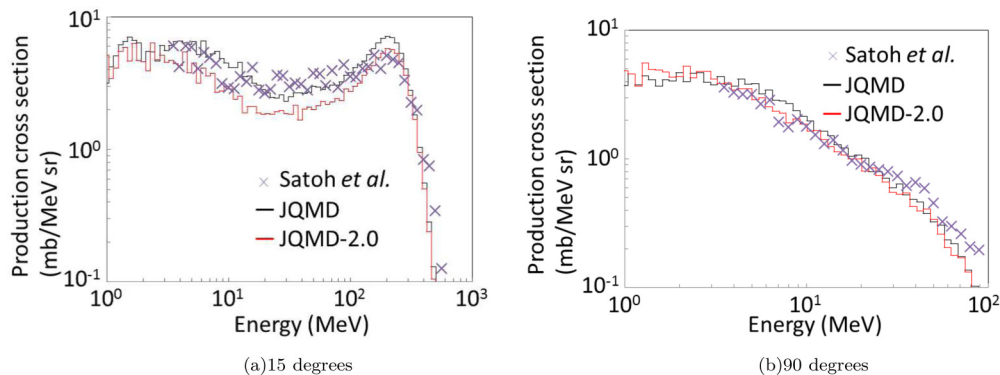 Production cross section
(mb/MeV sr)
10¹
10⁰
10⁻¹
Satoh et al.
JQMD
JQMD-2.0
10⁰ 10¹ 10² 10³
Energy (MeV)
(a)15 degrees
Production cross section
(mb/MeV sr)
10¹
10⁰
10⁻¹
Satoh et al.
JQMD
JQMD-2.0
10⁰ 10¹ 10²
Energy (MeV)
(b)90 degrees